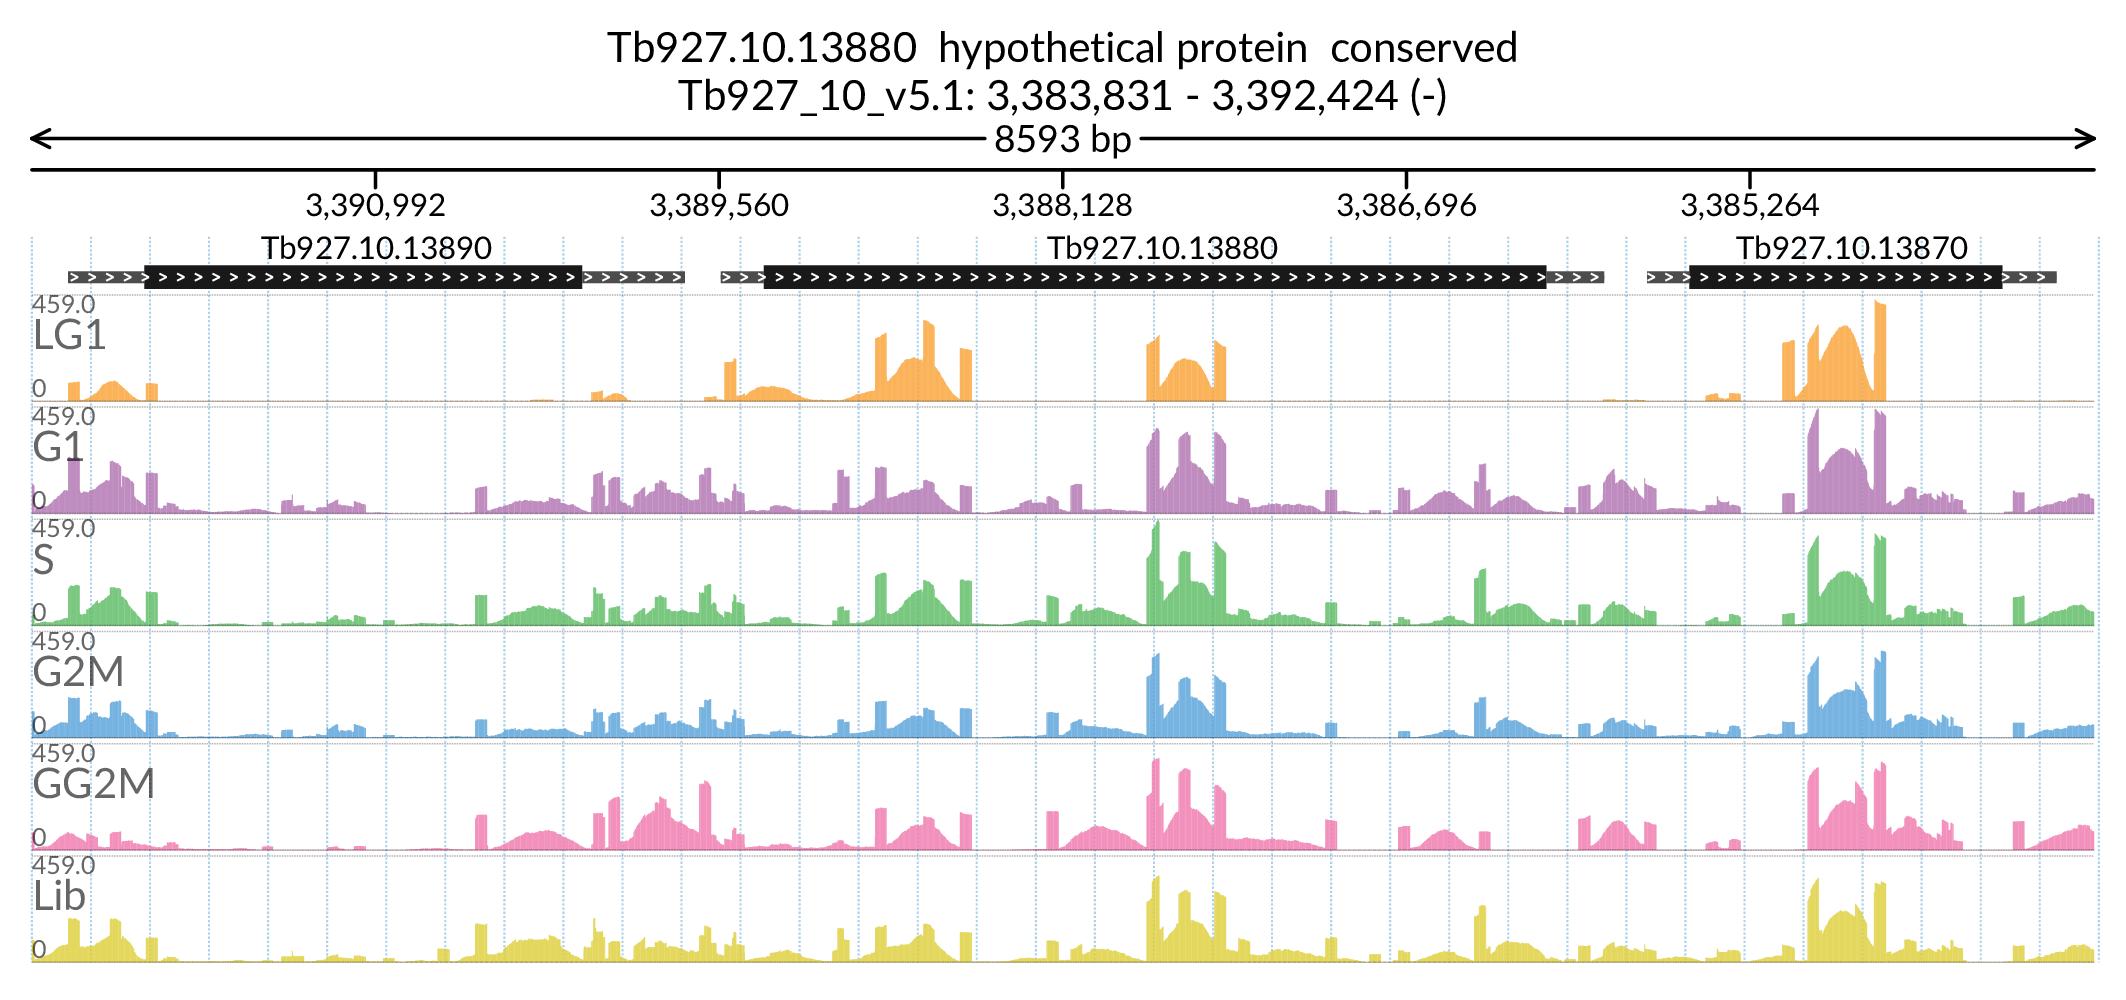 Tb927.10.13880 hypothetical protein conserved
Tb927_10_v5.1: 3,383,831 - 3,392,424 (-)
8593 bp
3,390,992 3,389,560 3,388,128 3,386,696 3,385,264
Tb927.10.13890 Tb927.10.13880 Tb927.10.13870
459.0
LG1
0
459.0
G1
0
459.0
S
0
459.0
G2M
0
459.0
GG2M
0
459.0
Lib
0